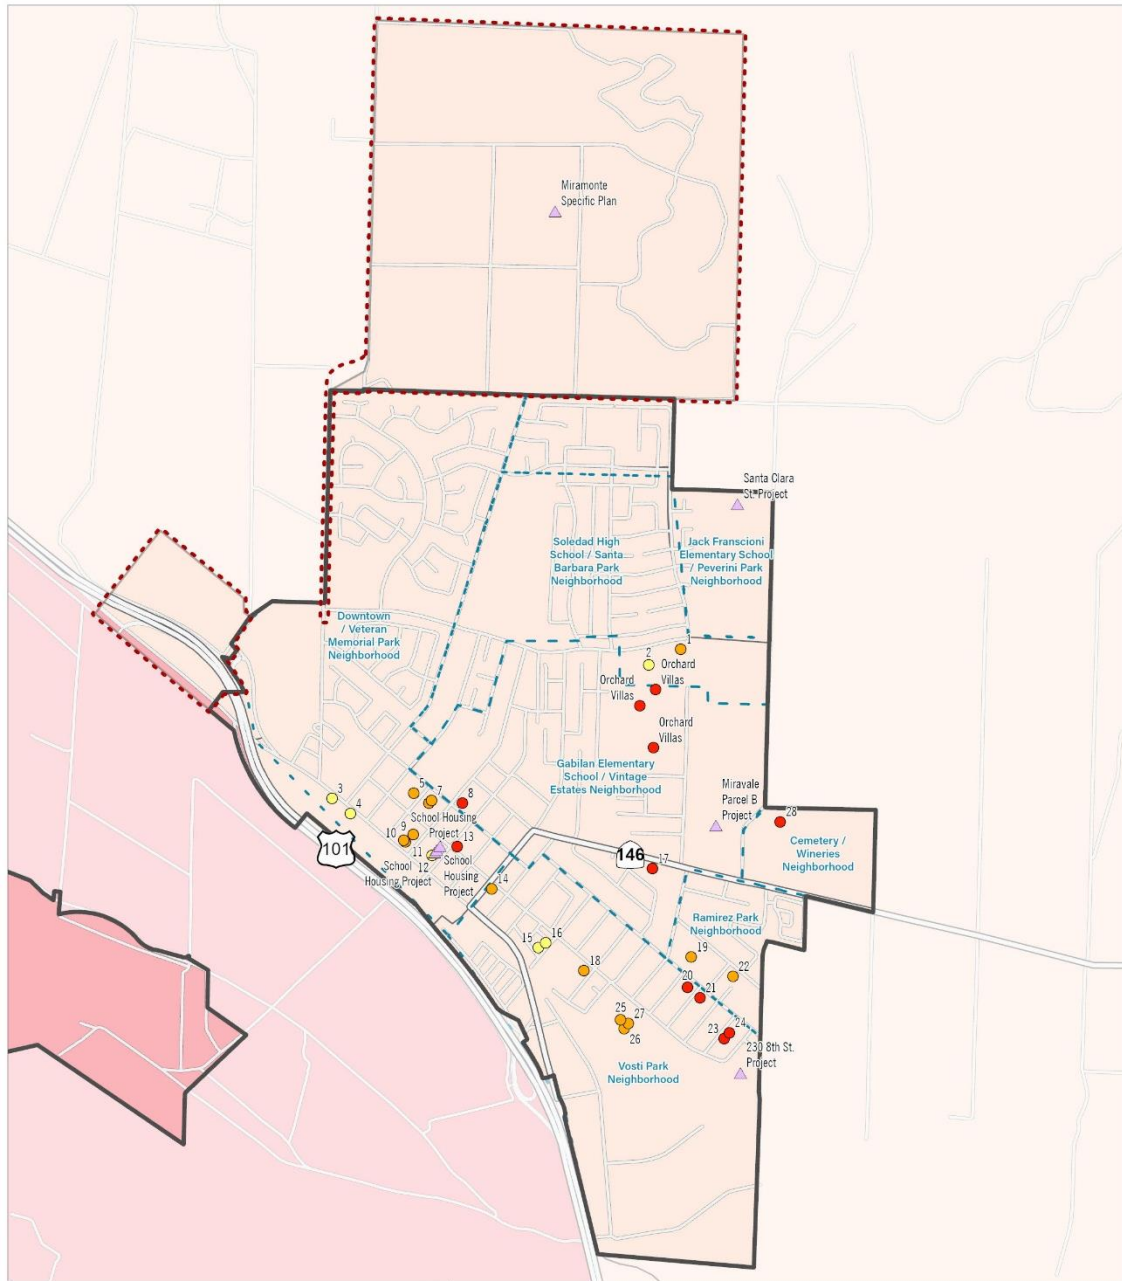 Miramonte
Specific Plan
Santa Clara
St. Project
Soledad High
School / Santa
Barbara Park
Neighborhood
Jack Franscioni
Elementary School
/ Peverini Park
Neighborhood
Downtown
/ Veteran
Memorial Park
Neighborhood
1
2
Orchard
Villas
Orchard
Villas
Orchard
Villas
Gabilan Elementary
School / Vintage
Estates Neighborhood
3
4
5
7
8
School Housing
Project
9
10
11
12
13
School
Housing Project
School
Housing
Project
101
Miravale
Parcel B
Project
28
Cemetery /
Wineries
Neighborhood
146
17
14
Ramirez Park
Neighborhood
15
16
18
19
20
21
22
23
24
25
27
26
230 8th St.
Project
Vosti Park
Neighborhood